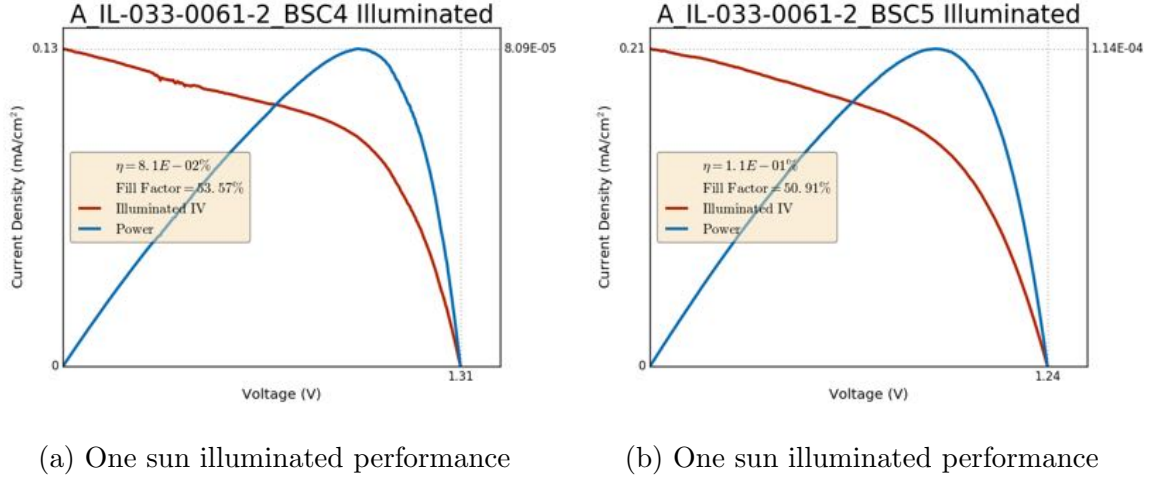 A_IL-033-0061-2_BSC4 Illuminated
0.13
8.09E-05
Current Density (mA/cm²)
η = 8.1E − 02%
Fill Factor = 53.57%
Illuminated IV
Power
0
1.31
Voltage (V)
(a) One sun illuminated performance
A_IL-033-0061-2_BSC5 Illuminated
0.21
1.14E-04
Current Density (mA/cm²)
η = 1.1E − 01%
Fill Factor = 50.91%
Illuminated IV
Power
0
1.24
Voltage (V)
(b) One sun illuminated performance